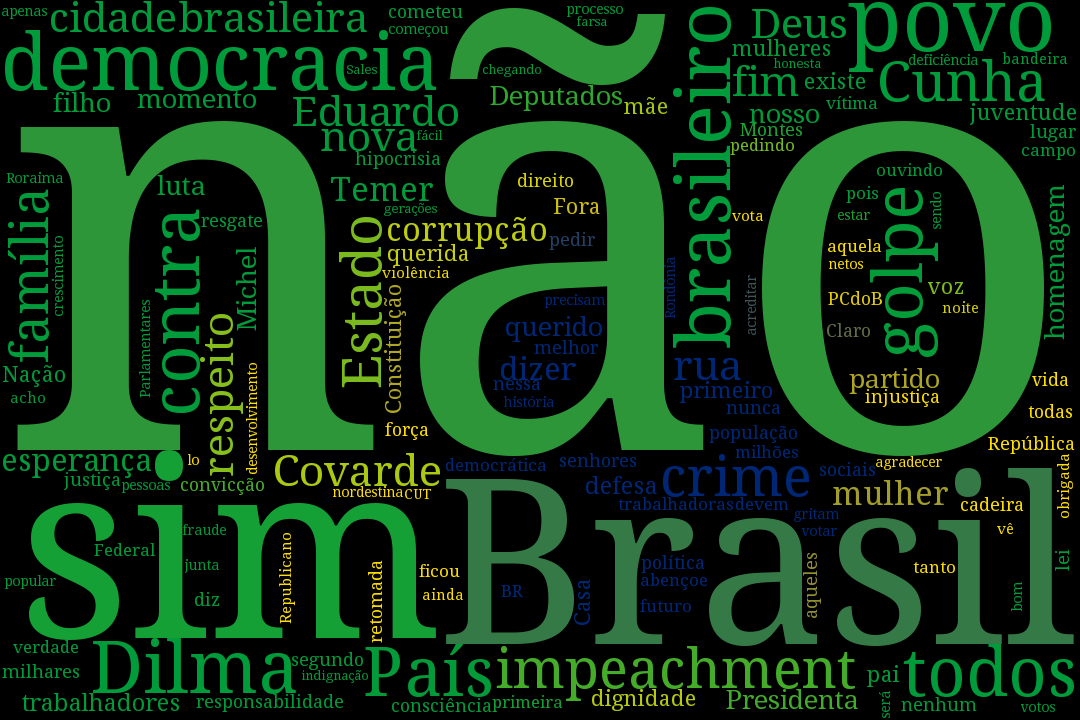 apenas
cidade
brasileira
cometeu
começou
processo
farsa
Deus
povo
democracia
Sales
chegando
mulheres
honesta
deficiência
bandeira
filho
momento
Eduardo
Deputados
mãe
fim
existe
Cunha
nova
fácil
hipocrisia
nosso
vítima
juventude
Montes
pedindo
lugar
campo
não
brasileiro
Roraima
luta
Temer
direito
ouvindo
gerações
Fora
pois
resgate
corrupção
pedir
vota
estar
sendo
homenagem
família
crescimento
contra
Michel
Estado
querida
violência
aquela
netos
golpe
Parlamentares
respeito
Constituição
precisam
Rondônia
acreditar
PCdoB
voz
noite
querido
melhor
Claro
Nação
acho
desenvolvimento
dizer
nessa
história
rua
primeiro
nunca
partido
injustiça
vida
todas
força
população
milhões
República
esperança
lo
justiça
pessoas
convicção
Covarde
democrática
senhores
crime
sociais
agradecer
nordestina
CUT
defesa
trabalhadoras
devem
mulher
cadeira
obrigada
sim
Brasil
fraude
gritam
votar
vê
Federal
junta
Republicano
retomada
ficou
ainda
política
abençoe
aqueles
tanto
lei
popular
diz
BR
Casa
futuro
bom
verdade
milhares
Dilma
segundo
indignação
País
impeachment
pai
todos
trabalhadores
responsabilidade
consciência
primeira
dignidade
Presidenta
será
nenhum
votos